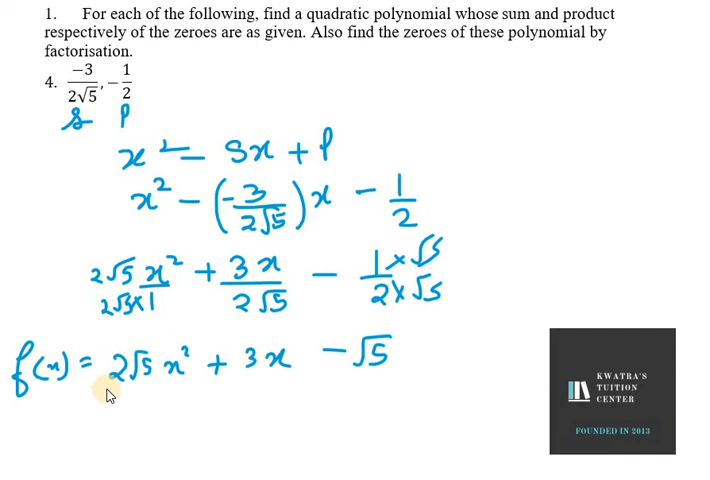 1. For each of the following, find a quadratic polynomial whose sum and product
respectively of the zeroes are as given. Also find the zeroes of these polynomial by
factorisation.
4. -3/2√5, -1/2
S P
x² - Sx + P
x² - (-3/2√5)x - 1/2
2√5 x²/2√5×1 + 3x/2√5 - 1×√5/2×√5
f(x) = 2√5 x² + 3x - √5
KWATRA'S
TUITION
CENTER
FOUNDED IN 2013